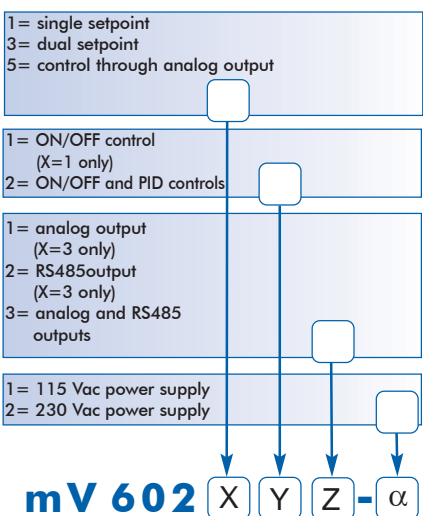 1= single setpoint
3= dual setpoint
5= control through analog output
1= ON/OFF control
(X=1 only)
2= ON/OFF and PID controls
1= analog output
(X=3 only)
2= RS485output
(X=3 only)
3= analog and RS485
outputs
1= 115 Vac power supply
2= 230 Vac power supply
mV 602 X Y Z - α